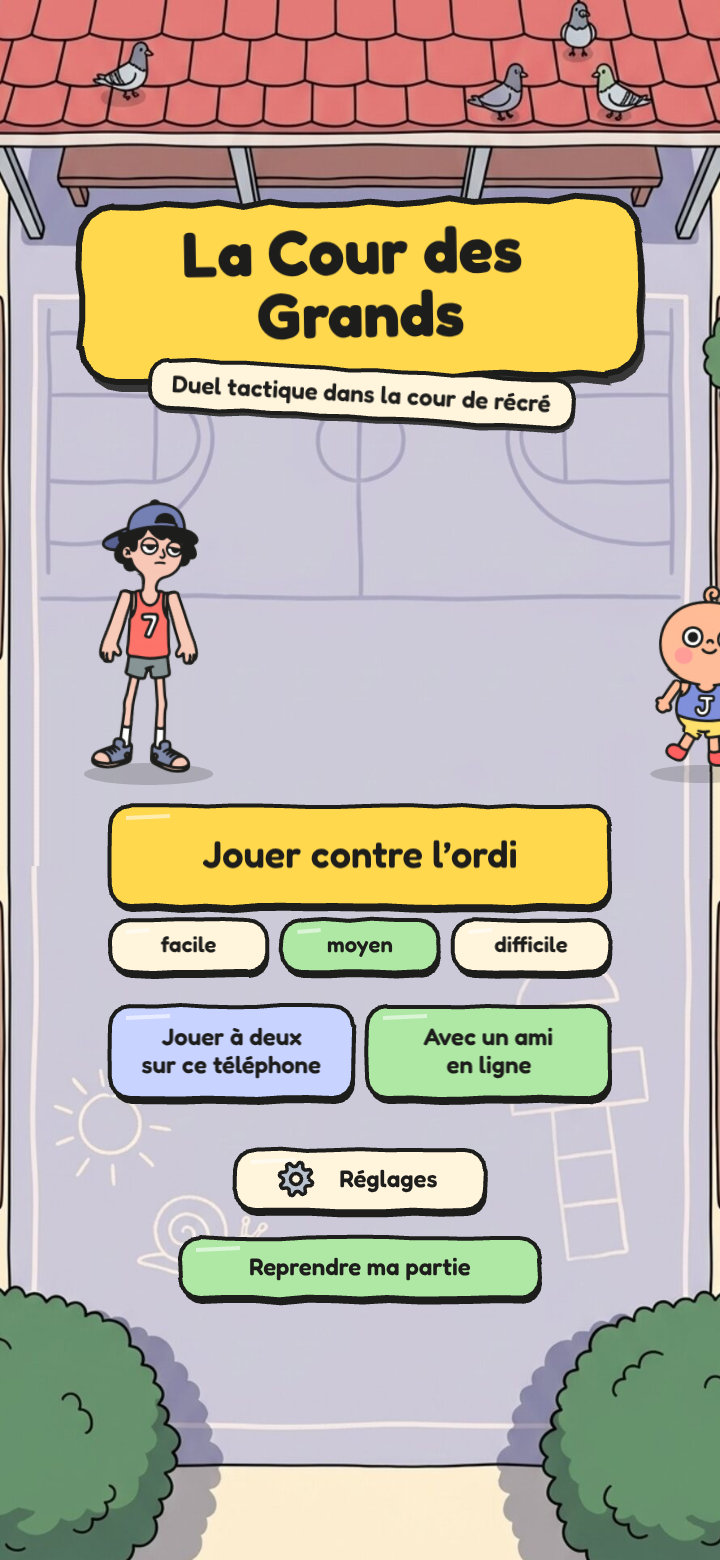 La Cour des
Grands
Duel tactique dans la cour de récré
7
J
Jouer contre l’ordi
facile
moyen
difficile
Jouer à deux
sur ce téléphone
Avec un ami
en ligne
Réglages
Reprendre ma partie